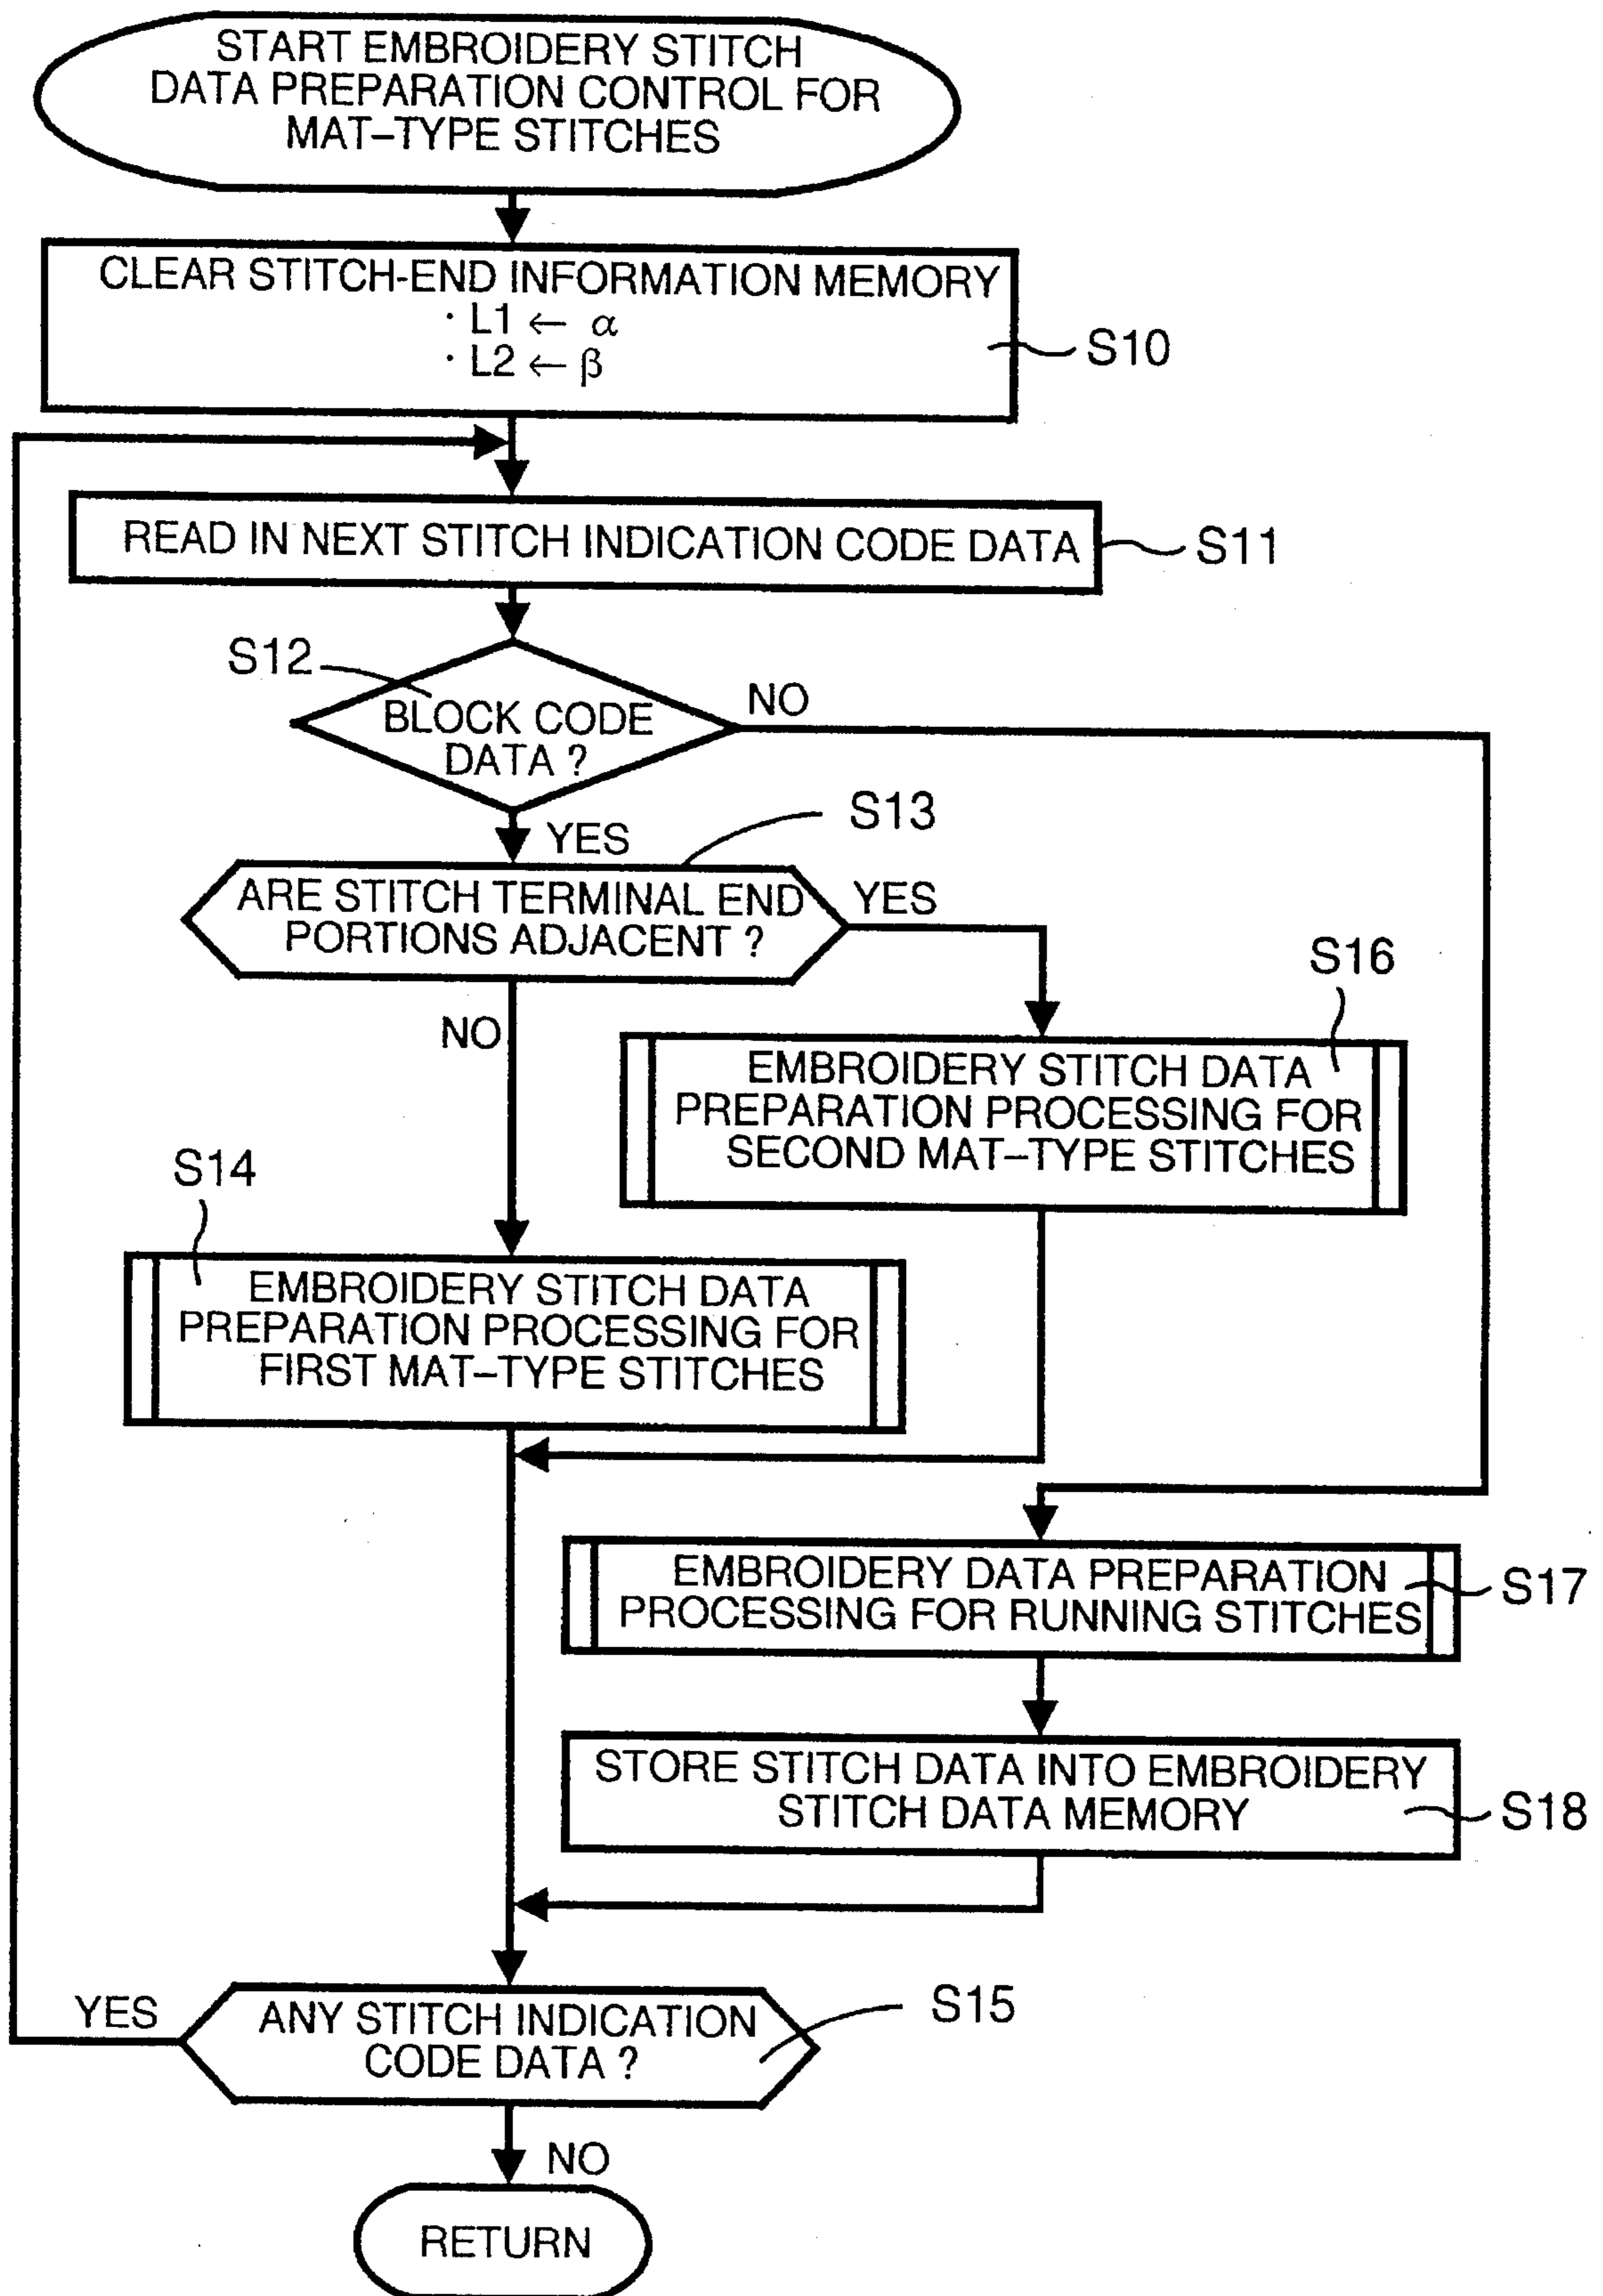 START EMBROIDERY STITCH
DATA PREPARATION CONTROL FOR
MAT–TYPE STITCHES
CLEAR STITCH-END INFORMATION MEMORY
· L1 ← α
· L2 ← β
S10
READ IN NEXT STITCH INDICATION CODE DATA
S11
S12
BLOCK CODE
DATA ?
NO
YES
S13
ARE STITCH TERMINAL END
PORTIONS ADJACENT ?
YES
NO
S16
EMBROIDERY STITCH DATA
PREPARATION PROCESSING FOR
SECOND MAT–TYPE STITCHES
S14
EMBROIDERY STITCH DATA
PREPARATION PROCESSING FOR
FIRST MAT–TYPE STITCHES
EMBROIDERY DATA PREPARATION
PROCESSING FOR RUNNING STITCHES
S17
STORE STITCH DATA INTO EMBROIDERY
STITCH DATA MEMORY
S18
YES
ANY STITCH INDICATION
CODE DATA ?
S15
NO
RETURN